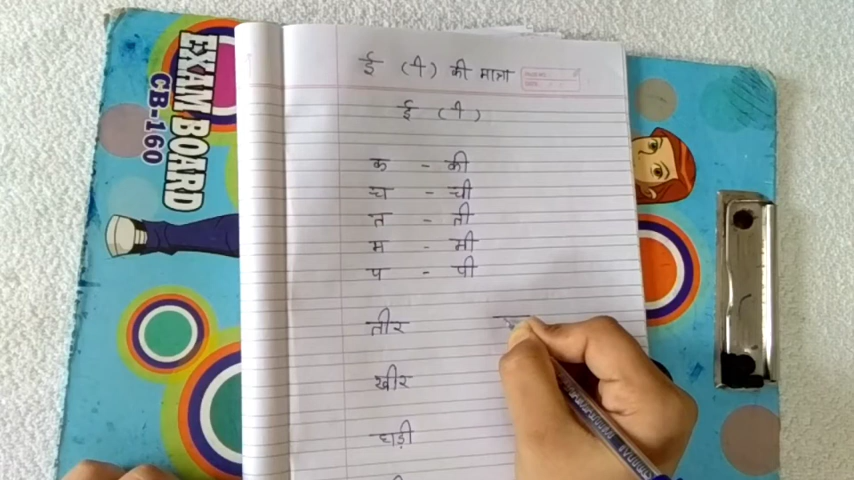 EXAM BOARD
CB-160
ई (ी) की मात्रा
ई (ी)
क - की
च - ची
त - ती
म - मी
प - पी
तीर
खीर
घड़ी